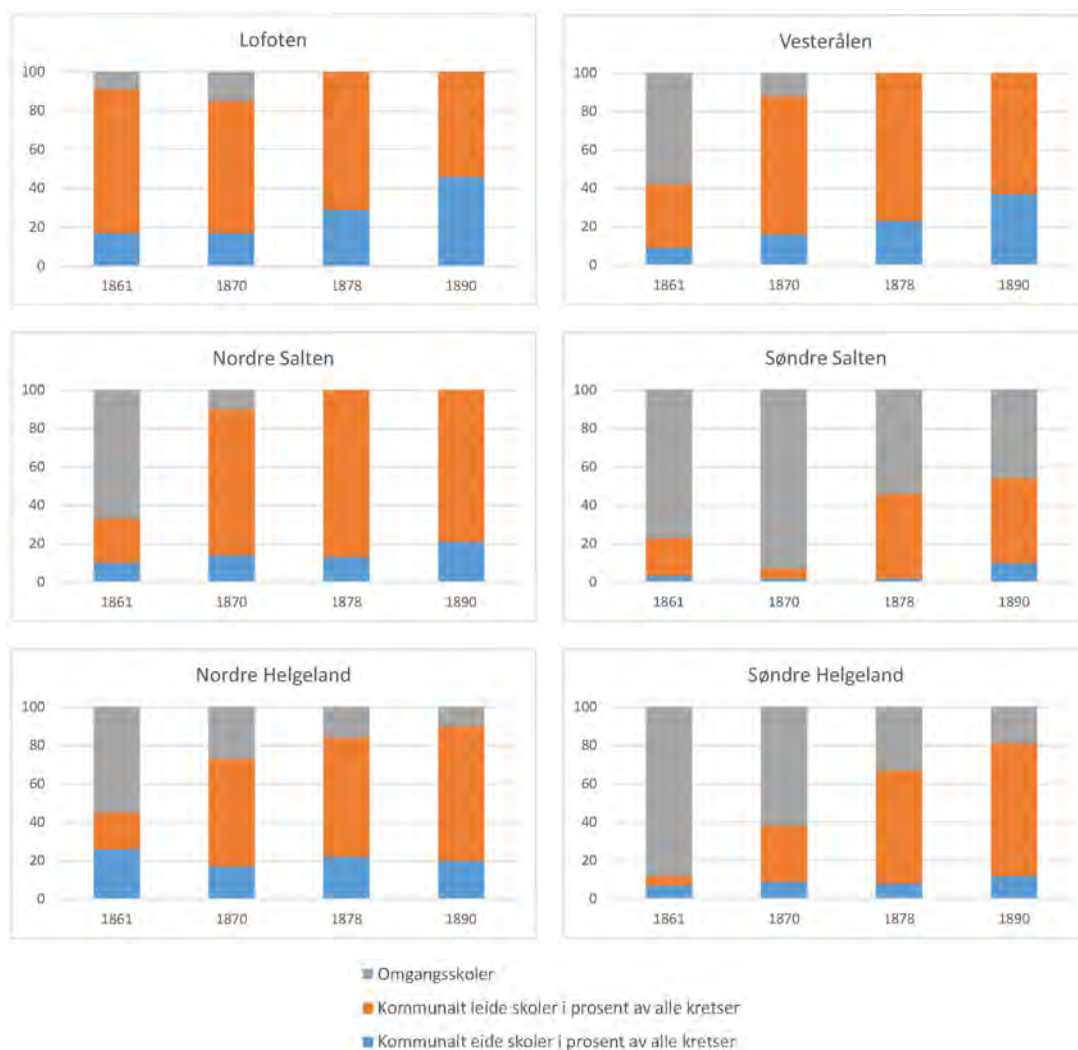 Lofoten
100
80
60
40
20
0
1861 1870 1878 1890
Vesterålen
100
80
60
40
20
0
1861 1870 1878 1890
Nordre Salten
100
80
60
40
20
0
1861 1870 1878 1890
Søndre Salten
100
80
60
40
20
0
1861 1870 1878 1890
Nordre Helgeland
100
80
60
40
20
0
1861 1870 1878 1890
Søndre Helgeland
100
80
60
40
20
0
1861 1870 1878 1890
Omgangsskoler
Kommunalt leide skoler i prosent av alle kretser
Kommunalt eide skoler i prosent av alle kretser